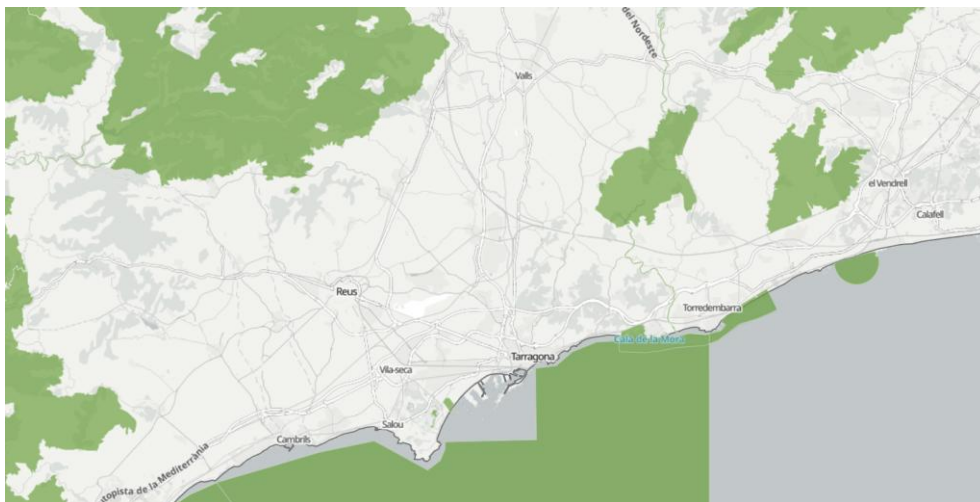 del Nordeste
Valls
el Vendrell
Calafell
Reus
Torredembarra
Cala de la Mora
Tarragona
Vila-seca
Salou
Cambrils
topista de la Mediterrània